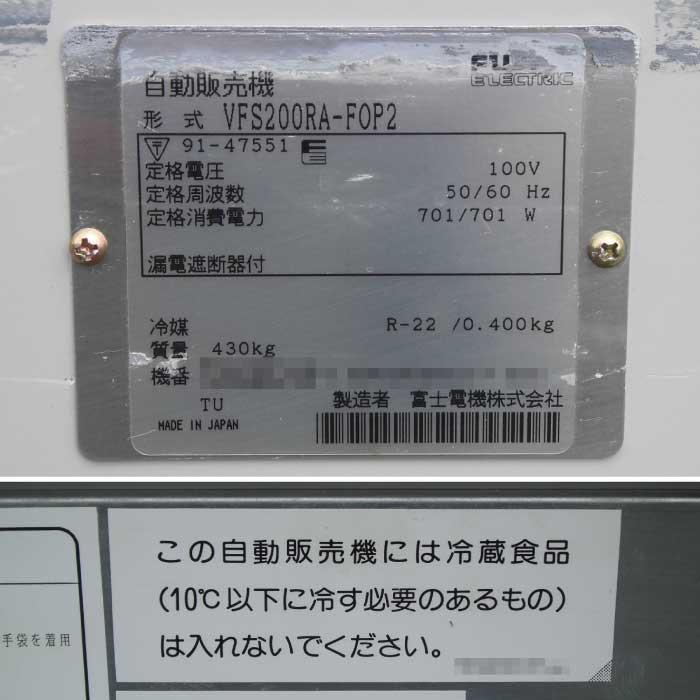 FU
ELECTRIC
自動販売機
形 式 VFS200RA-FOP2
〒 91-47551
定格電圧 100V
定格周波数 50/60 Hz
定格消費電力 701/701 W
漏電遮断器付
冷媒 R-22 /0.400kg
質量 430kg
機番
TU 製造者 富士電機株式会社
MADE IN JAPAN
この自動販売機には冷蔵食品
(10℃以下に冷す必要のあるもの)
は入れないでください。
手袋を着用